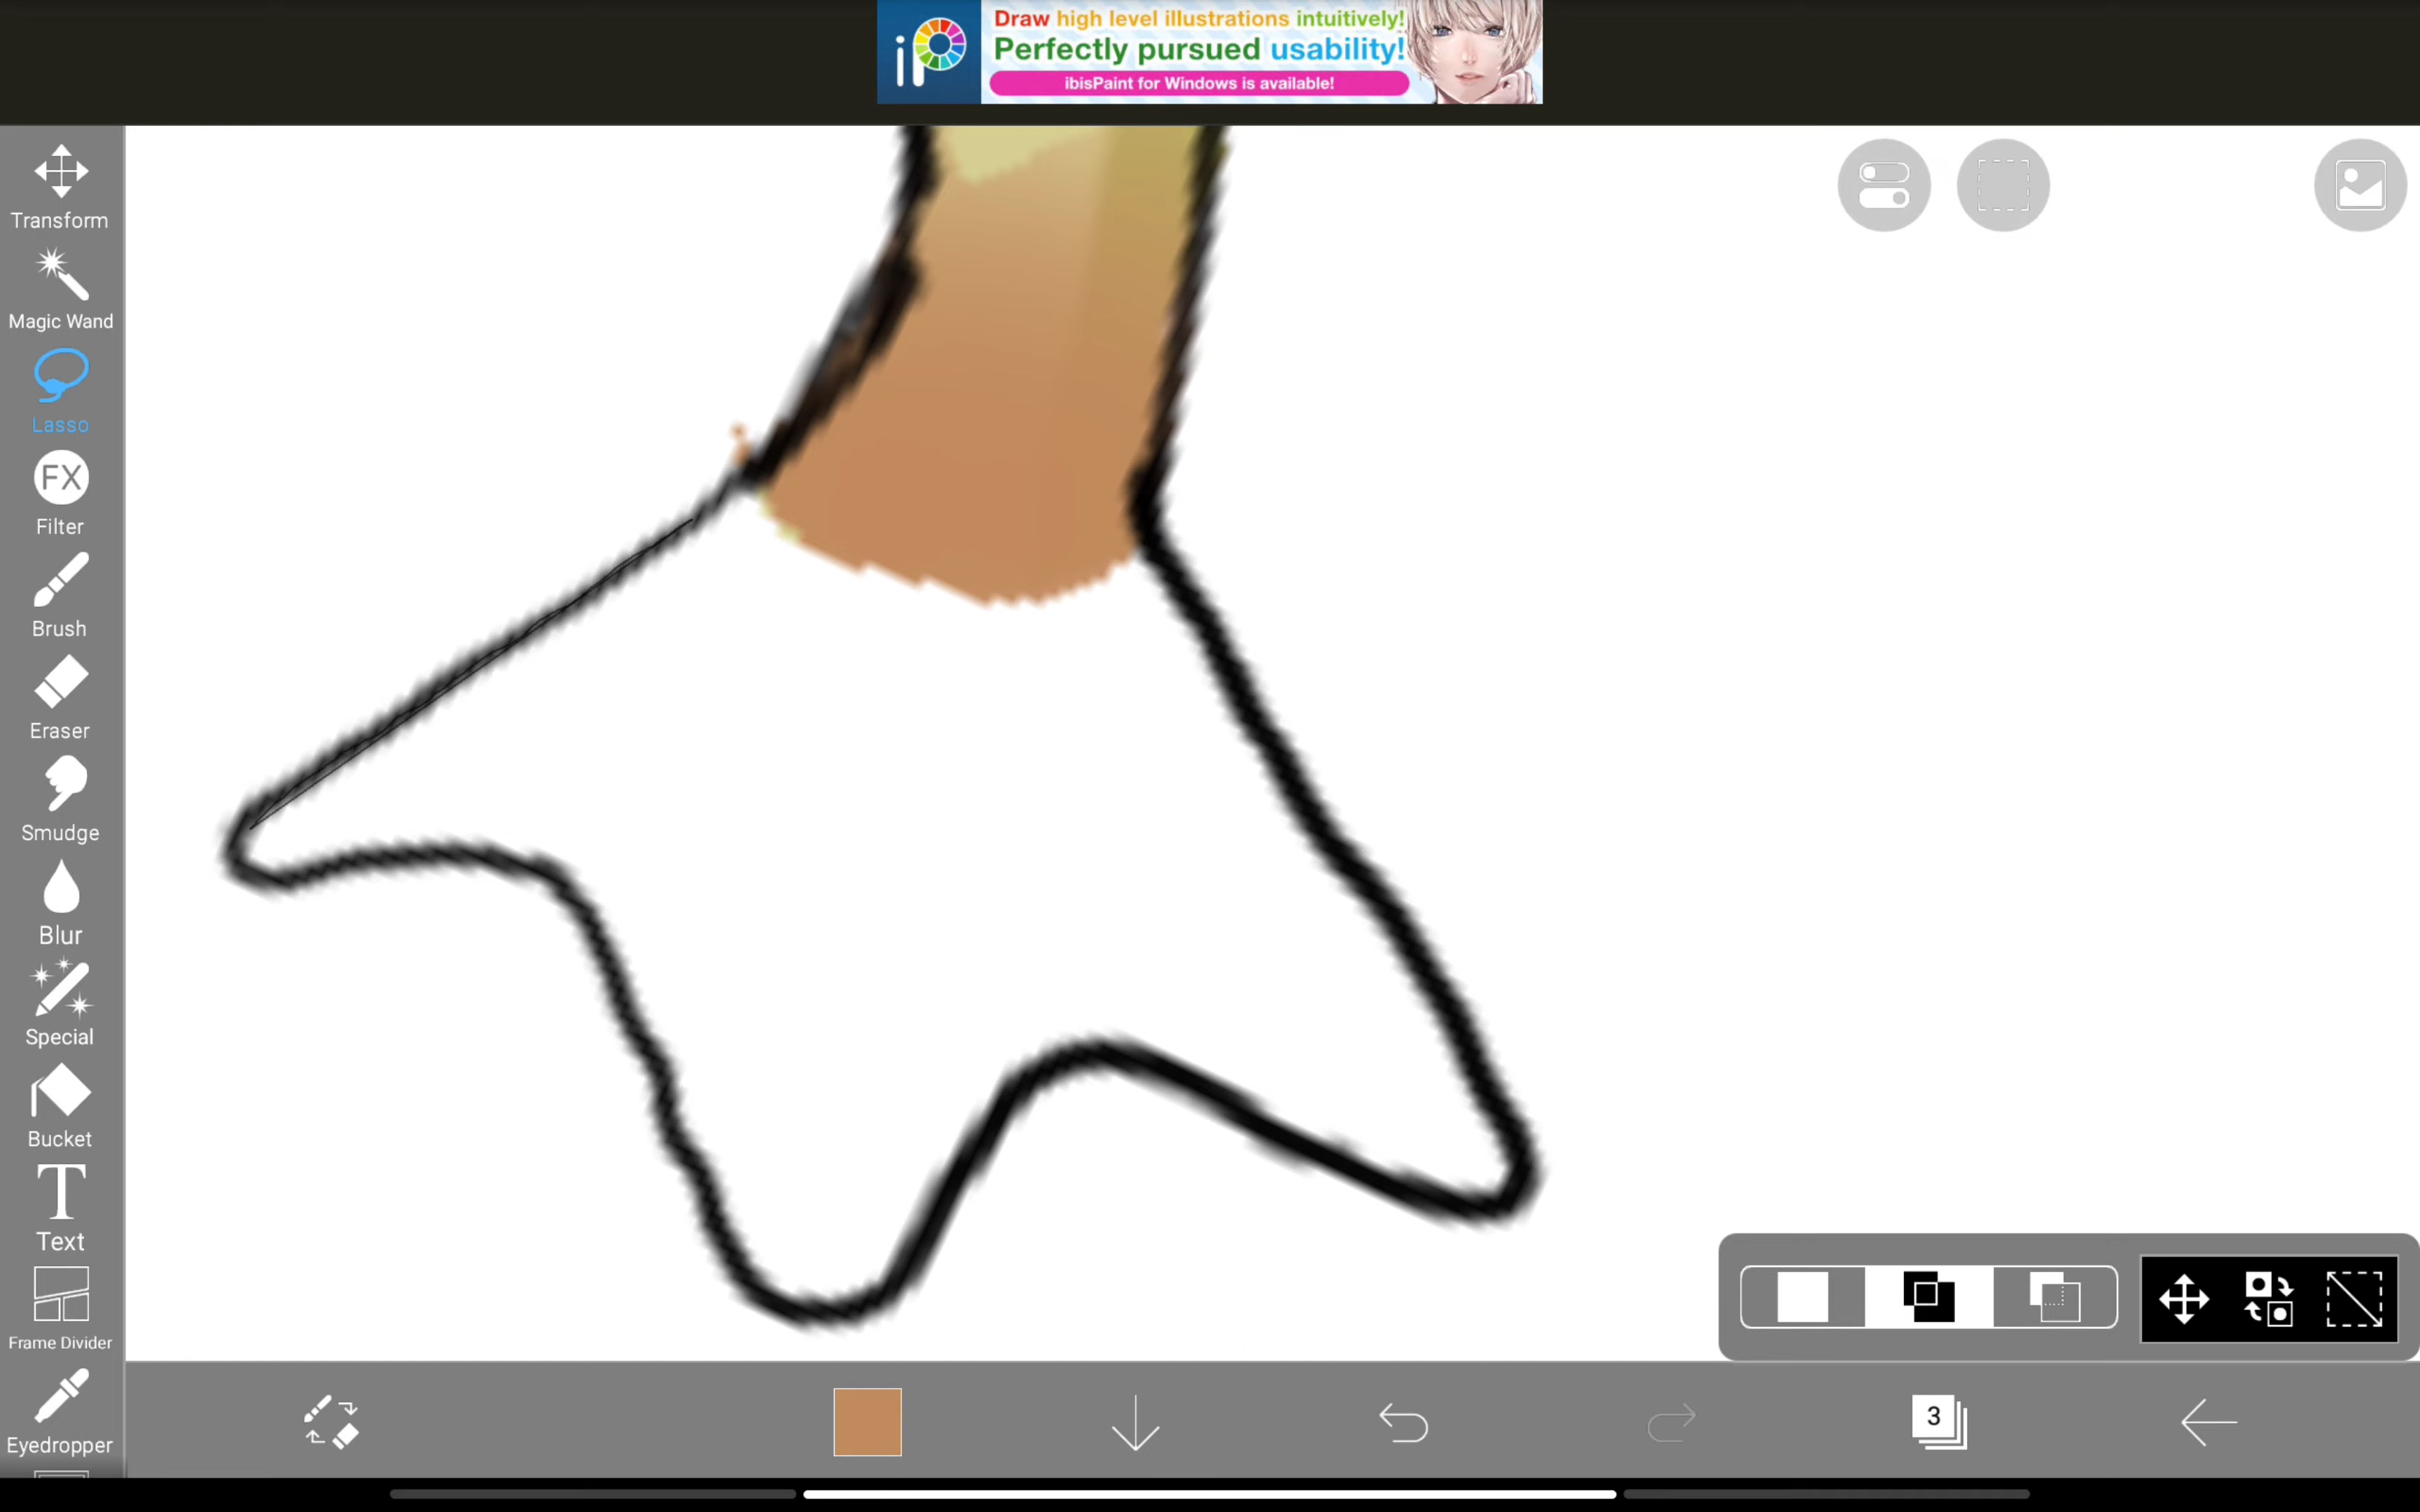 iP
Draw high level illustrations intuitively!
Perfectly pursued usability!
ibisPaint for Windows is available!
Transform
Magic Wand
Lasso
FX
Filter
Brush
Eraser
Smudge
Blur
Special
Bucket
T
Text
Frame Divider
Eyedropper
3